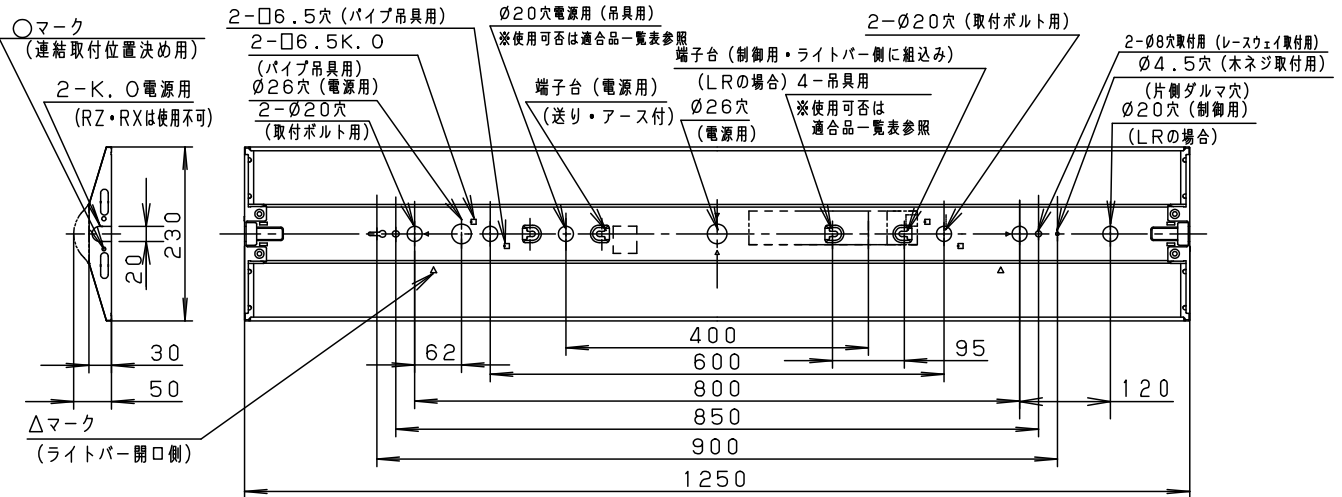 ○マーク
(連結取付位置決め用)
2-K.O電源用
(RZ・RXは使用不可)
2-□6.5穴(パイプ吊具用)
2-□6.5K.O
(パイプ吊具用)
Ø26穴(電源用)
2-Ø20穴
(取付ボルト用)
Ø20穴電源用(吊具用)
※使用可否は適合品一覧表参照
端子台(電源用)
(送り・アース付)
端子台(制御用・ライトバー側に組込み)
(LRの場合)
Ø26穴
(電源用)
4-吊具用
※使用可否は
適合品一覧表参照
2-Ø20穴(取付ボルト用)
2-Ø8穴取付用(レースウェイ取付用)
Ø4.5穴(木ネジ取付用)
(片側ダルマ穴)
Ø20穴(制御用)
(LRの場合)
20
230
30
50
△マーク
(ライトバー開口側)
400
62
95
600
800
120
850
900
1250